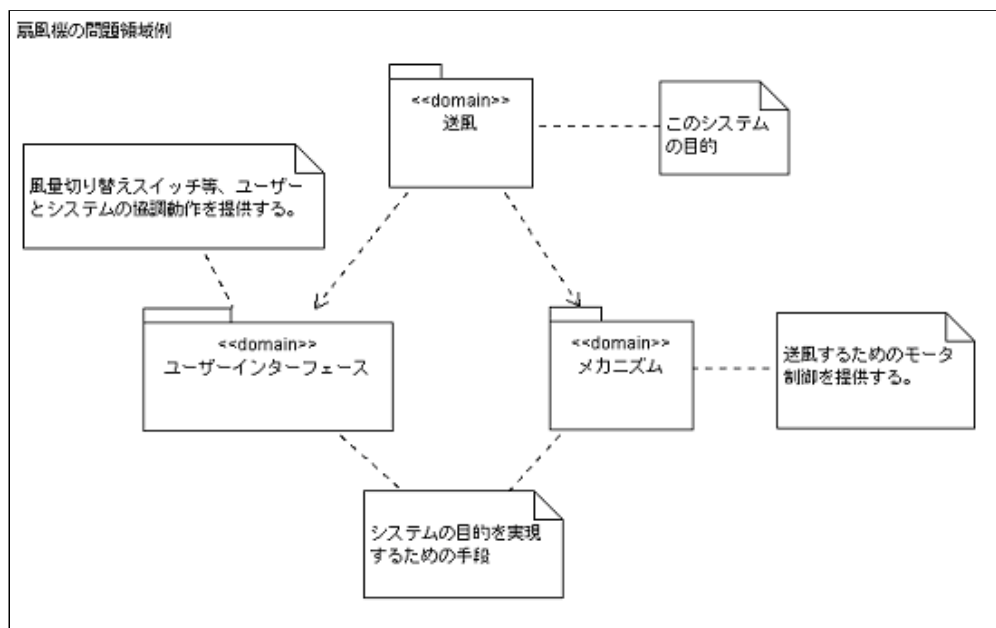 扇風機の問題領域例
<<domain>>
送風
このシステム
の目的
風量切り替えスイッチ等、ユーザー
とシステムの協調動作を提供する。
<<domain>>
ユーザーインターフェース
<<domain>>
メカニズム
送風するためのモータ
制御を提供する。
システムの目的を実現
するための手段